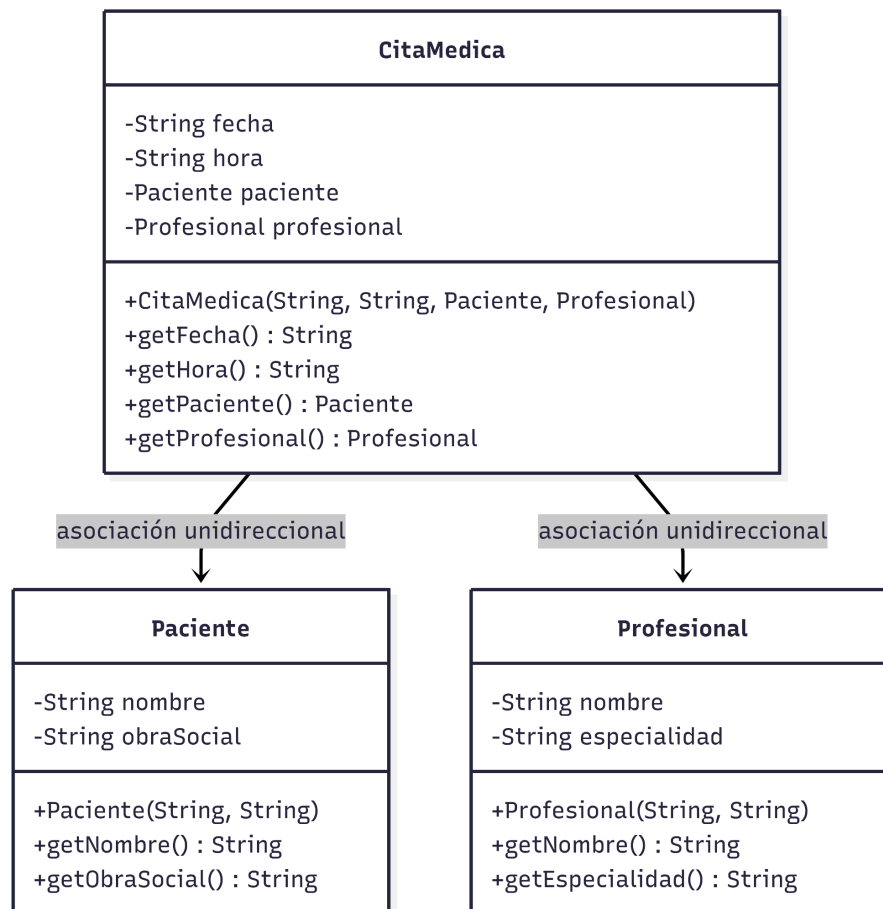 CitaMedica
-String fecha
-String hora
-Paciente paciente
-Profesional profesional
+CitaMedica(String, String, Paciente, Profesional)
+getFecha() : String
+getHora() : String
+getPaciente() : Paciente
+getProfesional() : Profesional
asociación unidireccional
asociación unidireccional
Paciente
-String nombre
-String obraSocial
+Paciente(String, String)
+getNombre() : String
+getObraSocial() : String
Profesional
-String nombre
-String especialidad
+Profesional(String, String)
+getNombre() : String
+getEspecialidad() : String